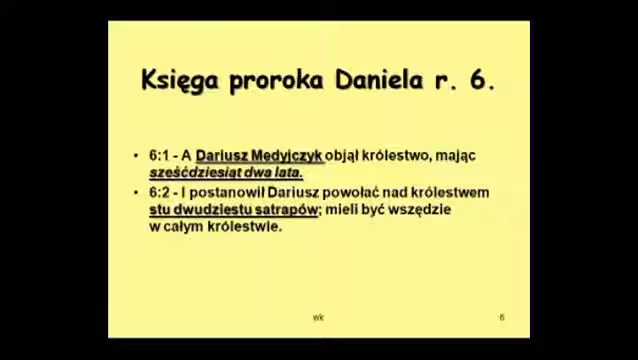 Księga proroka Daniela r. 6.
• 6:1 - A Dariusz Medyjczyk objął królestwo, mając
sześćdziesiąt dwa lata.
• 6:2 - I postanowił Dariusz powołać nad królestwem
stu dwudziestu satrapów; mieli być wszędzie
w całym królestwie.
wk
6